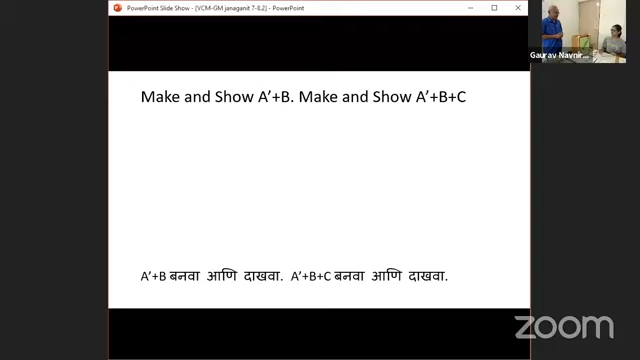 PowerPoint Slide Show - [VCM-GM janaganit 7-8.2] - PowerPoint
Gaurav Navnir...
Make and Show A’+B. Make and Show A’+B+C
A’+B बनवा आणि दाखवा. A’+B+C बनवा आणि दाखवा.
zoom